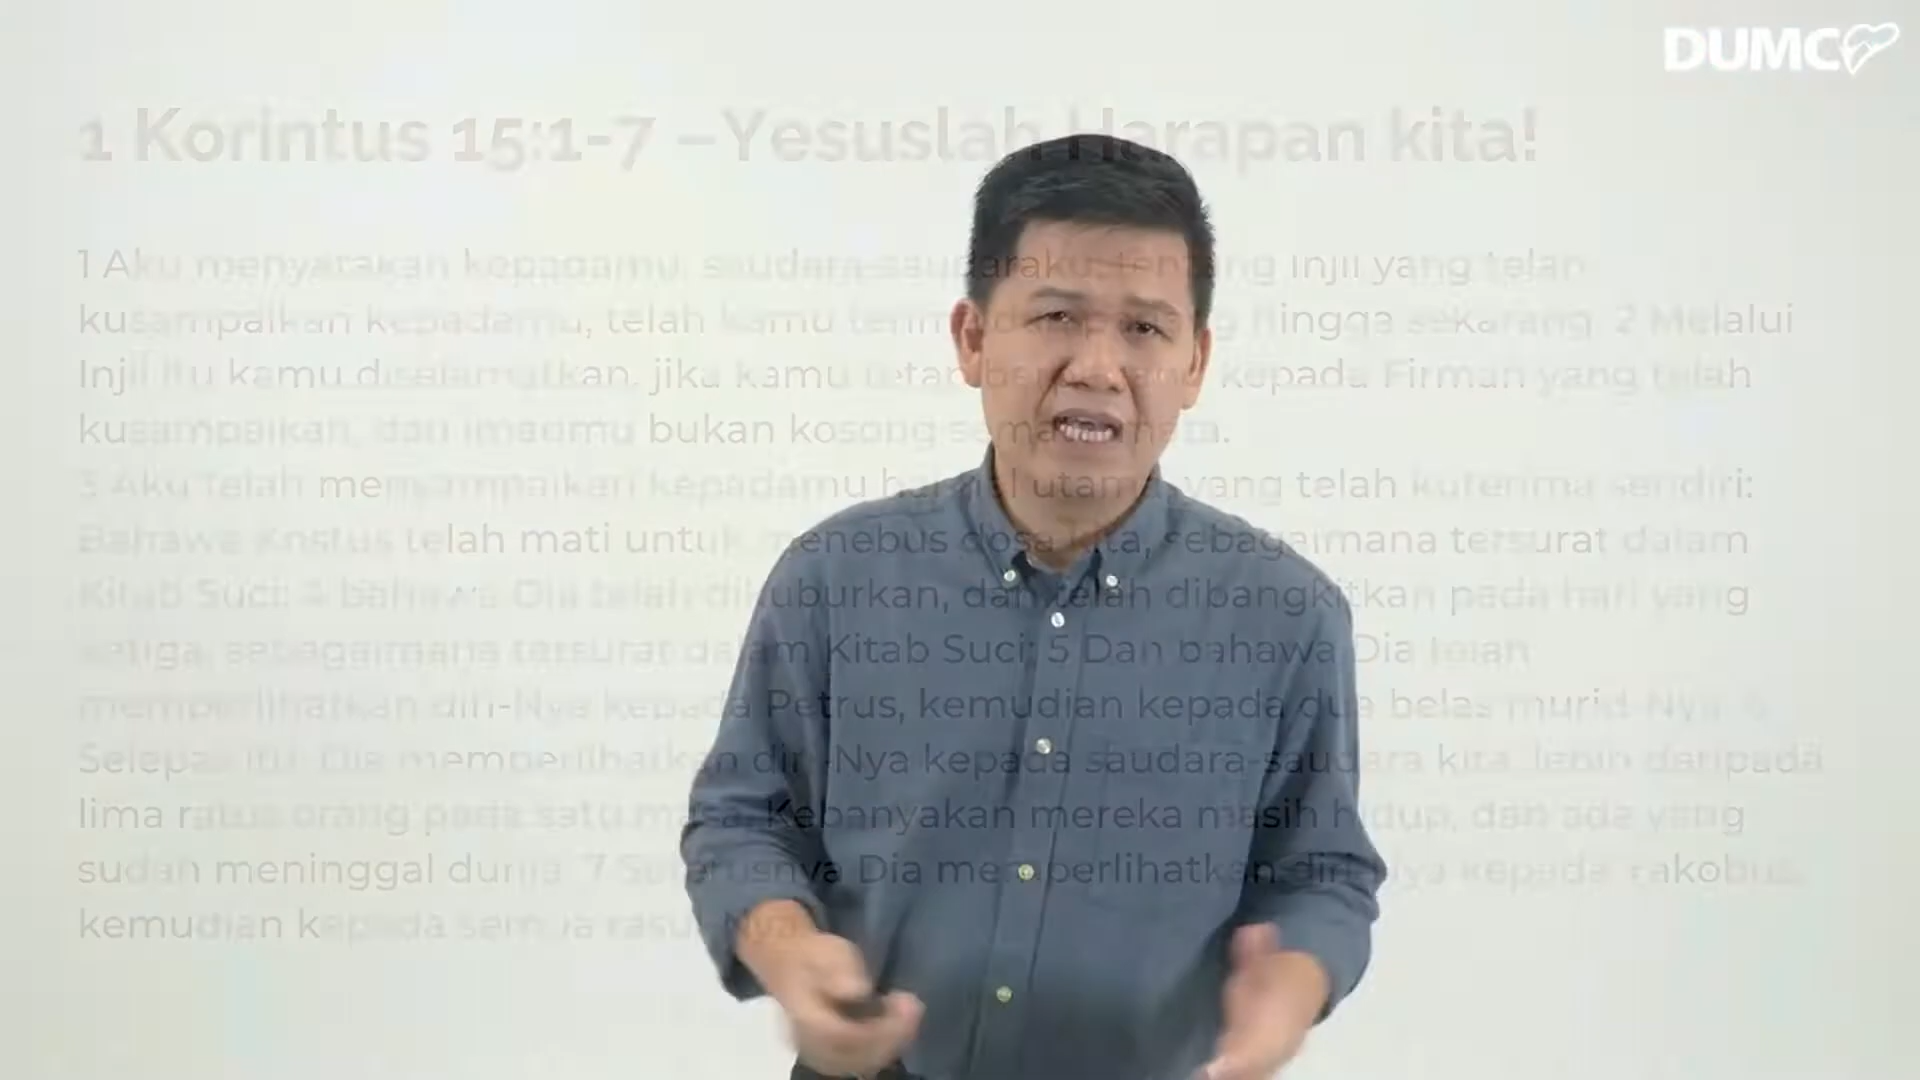 DUMC
1 Korintus 15:1-7 –Yesuslah Harapan kita!
1 Aku menyatakan kepadamu, saudara-saudaraku, tentang Injil yang telah
kusampaikan kepadamu, telah kamu hingga sekarang. 2 Melalui
Injil itu kamu diselamatkan, jika kamu tetap kepada Firman yang telah
kusampaikan, dan imanmu bukan kosong semata-mata.
3 Aku telah menyampaikan kepadamu hal utama yang telah kuterima sendiri:
Bahawa Kristus telah mati untuk menebus dosa kita, sebagaimana tersurat dalam
Kitab Suci: 4 bahawa Dia telah dikuburkan, dan telah dibangkitkan pada hari yang
ketiga, sebagaimana tersurat dalam Kitab Suci; 5 Dan bahawa Dia telah
memperlihatkan diri-Nya kepada Petrus, kemudian kepada dua belas murid-Nya. 6
Selepas itu, Dia memperlihatkan diri-Nya kepada saudara-saudara kita, lebih daripada
lima ratus orang pada satu masa. Kebanyakan mereka masih hidup, dan ada yang
sudah meninggal dunia. 7 Seterusnya Dia memperlihatkan diri-Nya kepada Yakobus,
kemudian kepada semua rasul-Nya.